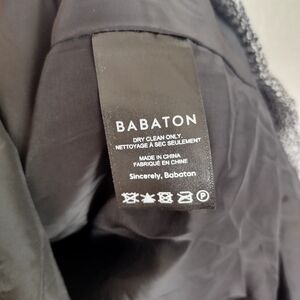 BABATON
DRY CLEAN ONLY.
NETTOYAGE À SEC SEULEMENT
MADE IN CHINA
FABRIQUÉ EN CHINE
Sincerely, Babaton
P